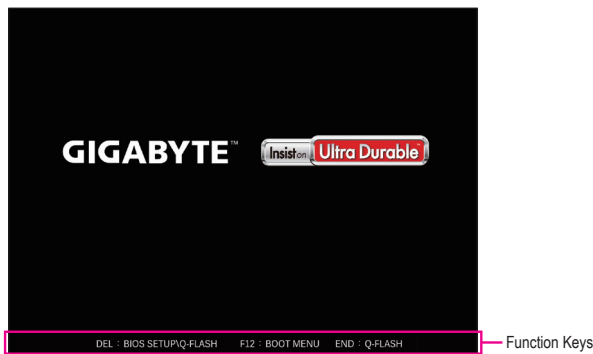 GIGABYTE™ Insist on Ultra Durable™
DEL : BIOS SETUP\Q-FLASH F12 : BOOT MENU END : Q-FLASH
Function Keys